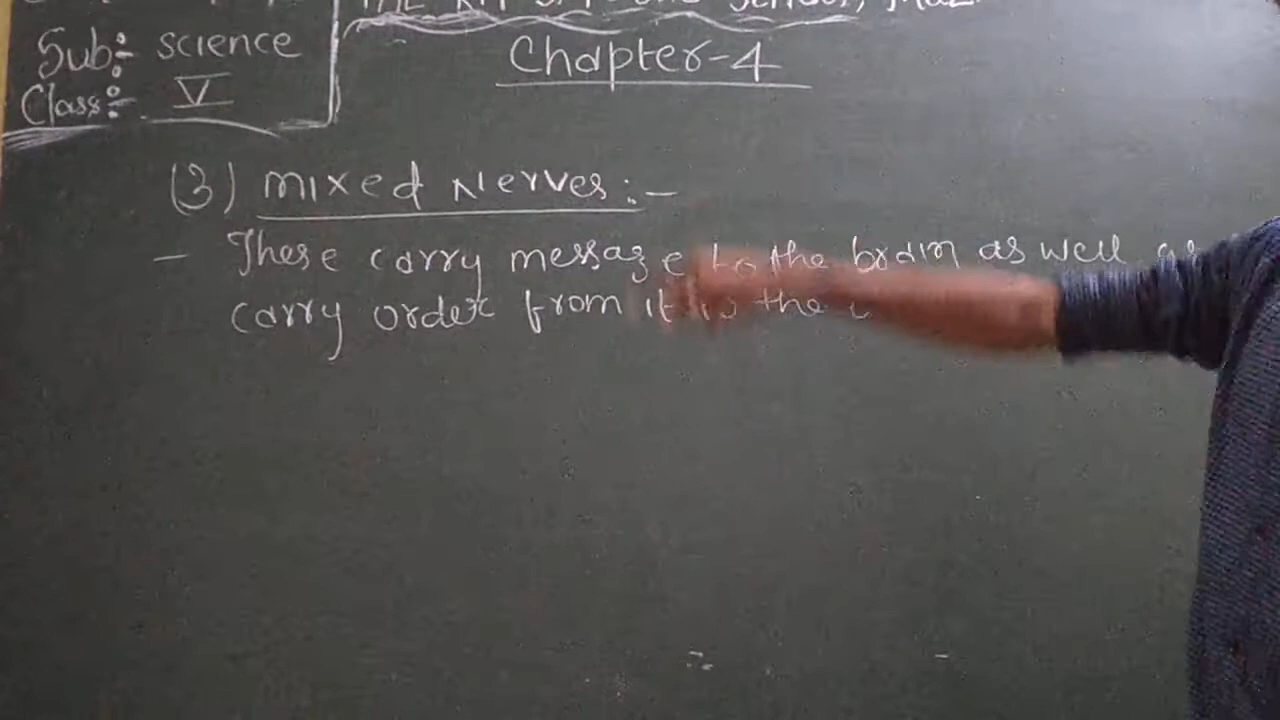 Sub:- science
Class:- V
Chapter-4
(3) Mixed Nerves :-
- These carry message to the brain as well as
carry order from it to the